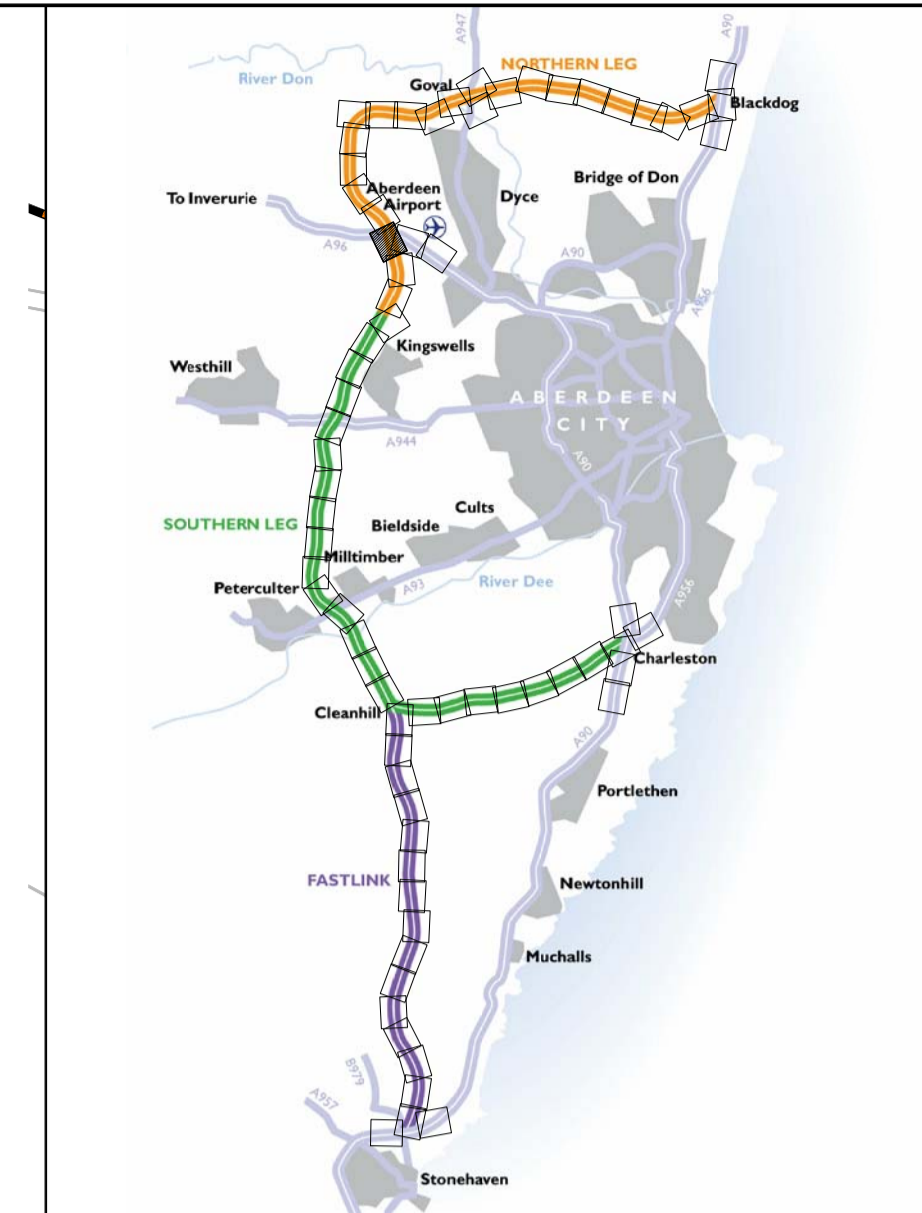 A947
A90
NORTHERN LEG
River Don
Goval
Blackdog
Bridge of Don
Aberdeen
Airport
To Inverurie
Dyce
A96
A90
A956
Kingswells
Westhill
ABERDEEN
CITY
A944
A90
Cults
SOUTHERN LEG
Bieldside
Milltimber
River Dee
Peterculter
A93
A956
Charleston
Cleanhill
A90
Portlethen
FASTLINK
Newtonhill
Muchalls
B979
A957
Stonehaven